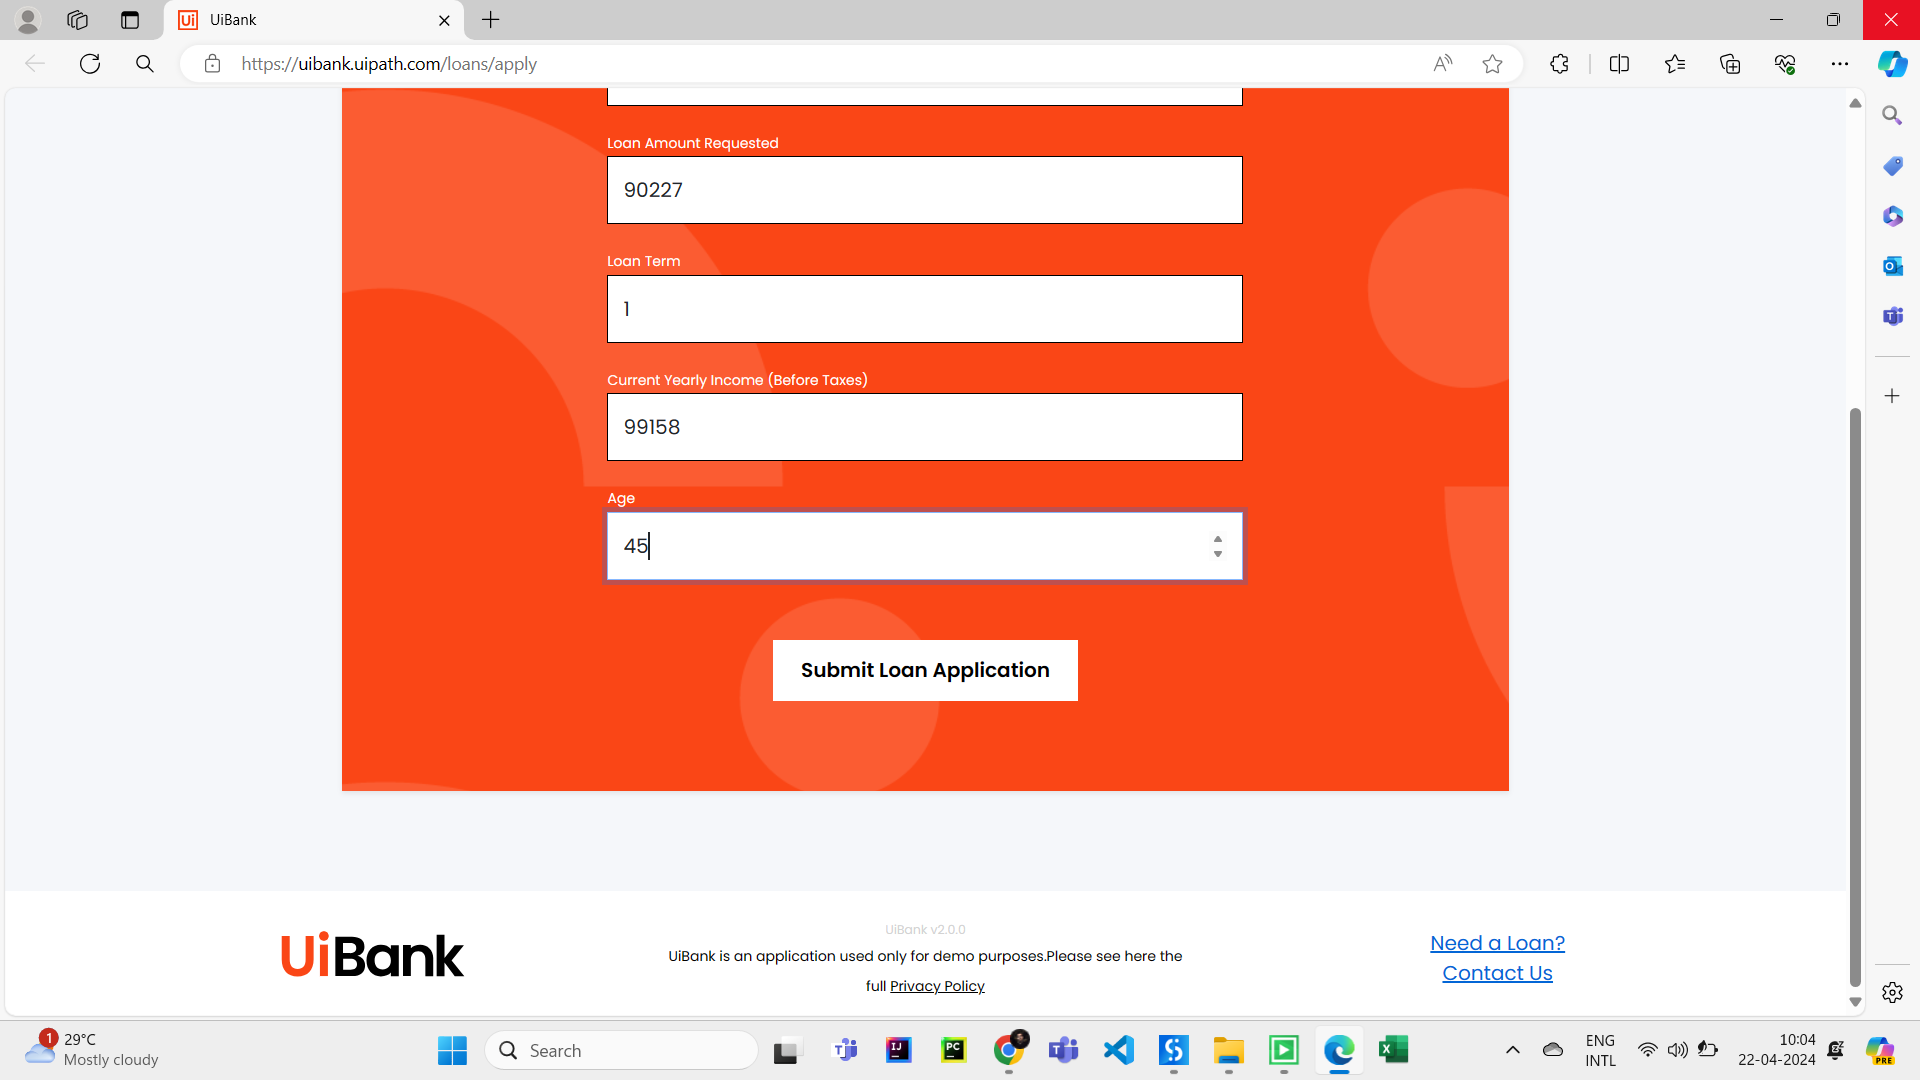 UiBank
https://uibank.uipath.com/loans/apply
Loan Amount Requested
90227
Loan Term
1
Current Yearly Income (Before Taxes)
99158
Age
45
Submit Loan Application
UiBank
UiBank v2.0.0
UiBank is an application used only for demo purposes.Please see here the
full Privacy Policy
Need a Loan?
Contact Us
1
29°C
Mostly cloudy
Search
ENG
INTL
10:04
22-04-2024
PRE